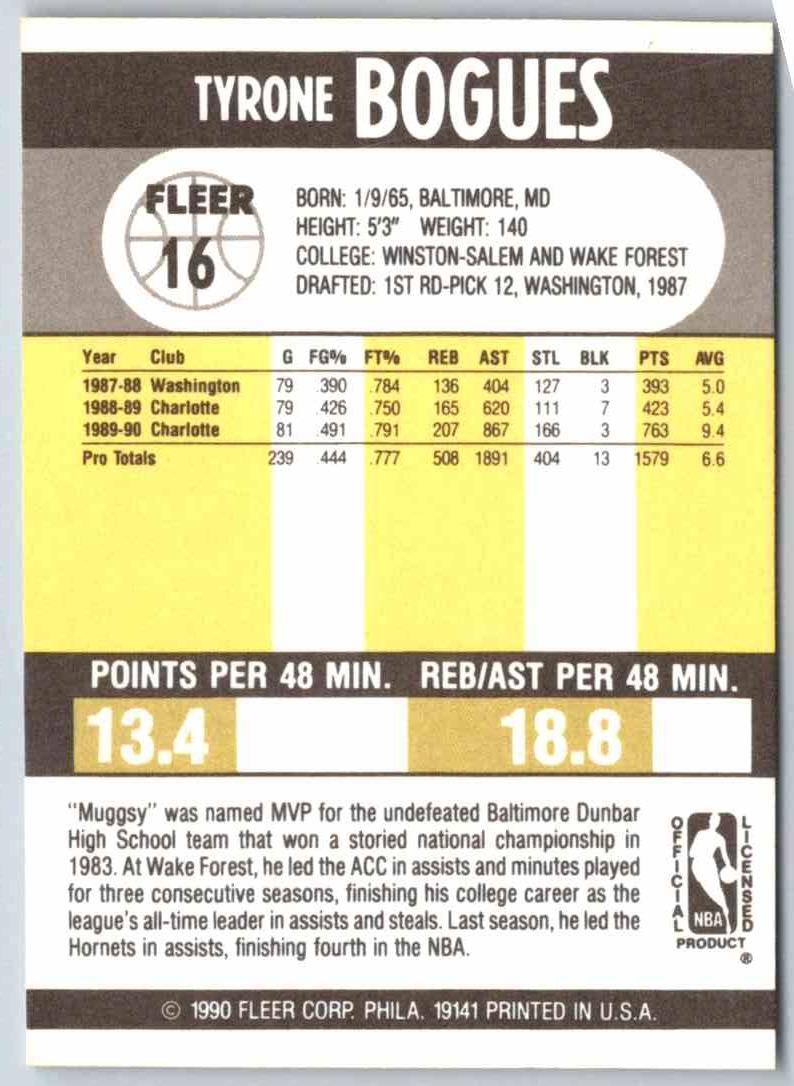 TYRONE BOGUES
FLEER
16
BORN: 1/9/65, BALTIMORE, MD
HEIGHT: 5'3" WEIGHT: 140
COLLEGE: WINSTON-SALEM AND WAKE FOREST
DRAFTED: 1ST RD-PICK 12, WASHINGTON, 1987
Year Club G FG% FT% REB AST STL BLK PTS AVG
1987-88 Washington 79 .390 .784 136 404 127 3 393 5.0
1988-89 Charlotte 79 .426 .750 165 620 111 7 423 5.4
1989-90 Charlotte 81 .491 .791 207 867 166 3 763 9.4
Pro Totals 239 .444 .777 508 1891 404 13 1579 6.6
POINTS PER 48 MIN. REB/AST PER 48 MIN.
13.4 18.8
"Muggsy" was named MVP for the undefeated Baltimore Dunbar
High School team that won a storied national championship in
1983. At Wake Forest, he led the ACC in assists and minutes played
for three consecutive seasons, finishing his college career as the
league's all-time leader in assists and steals. Last season, he led the
Hornets in assists, finishing fourth in the NBA.
OFFICIAL
LICENSED
NBA
PRODUCT
®
© 1990 FLEER CORP. PHILA. 19141 PRINTED IN U.S.A.